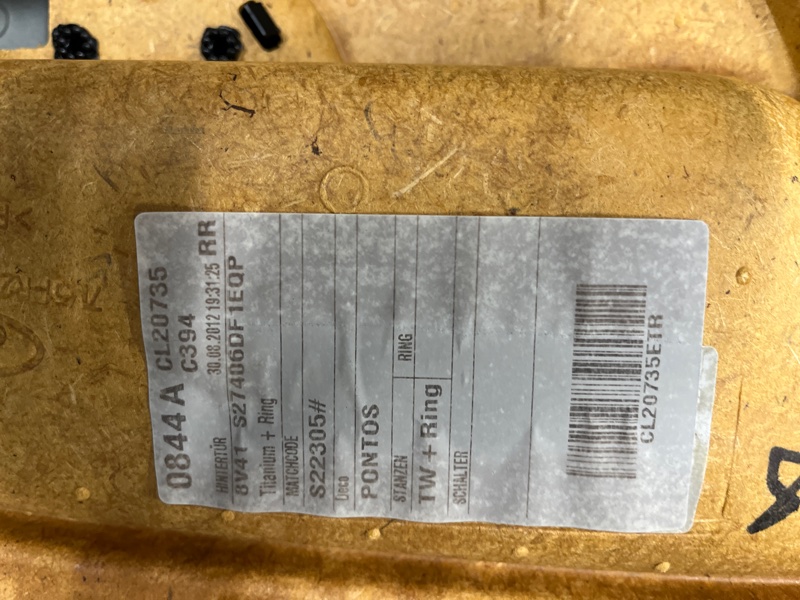 0844 A CL20735
C394
30.08.2012 19:31:25 RR
HINTERTÜR
8V41 S27406DF1EQP
Titanium + Ring
MATCHCODE
S22305#
Deco
PONTOS
STANZEN RING
TW + Ring
SCHALTER
CL20735ETR